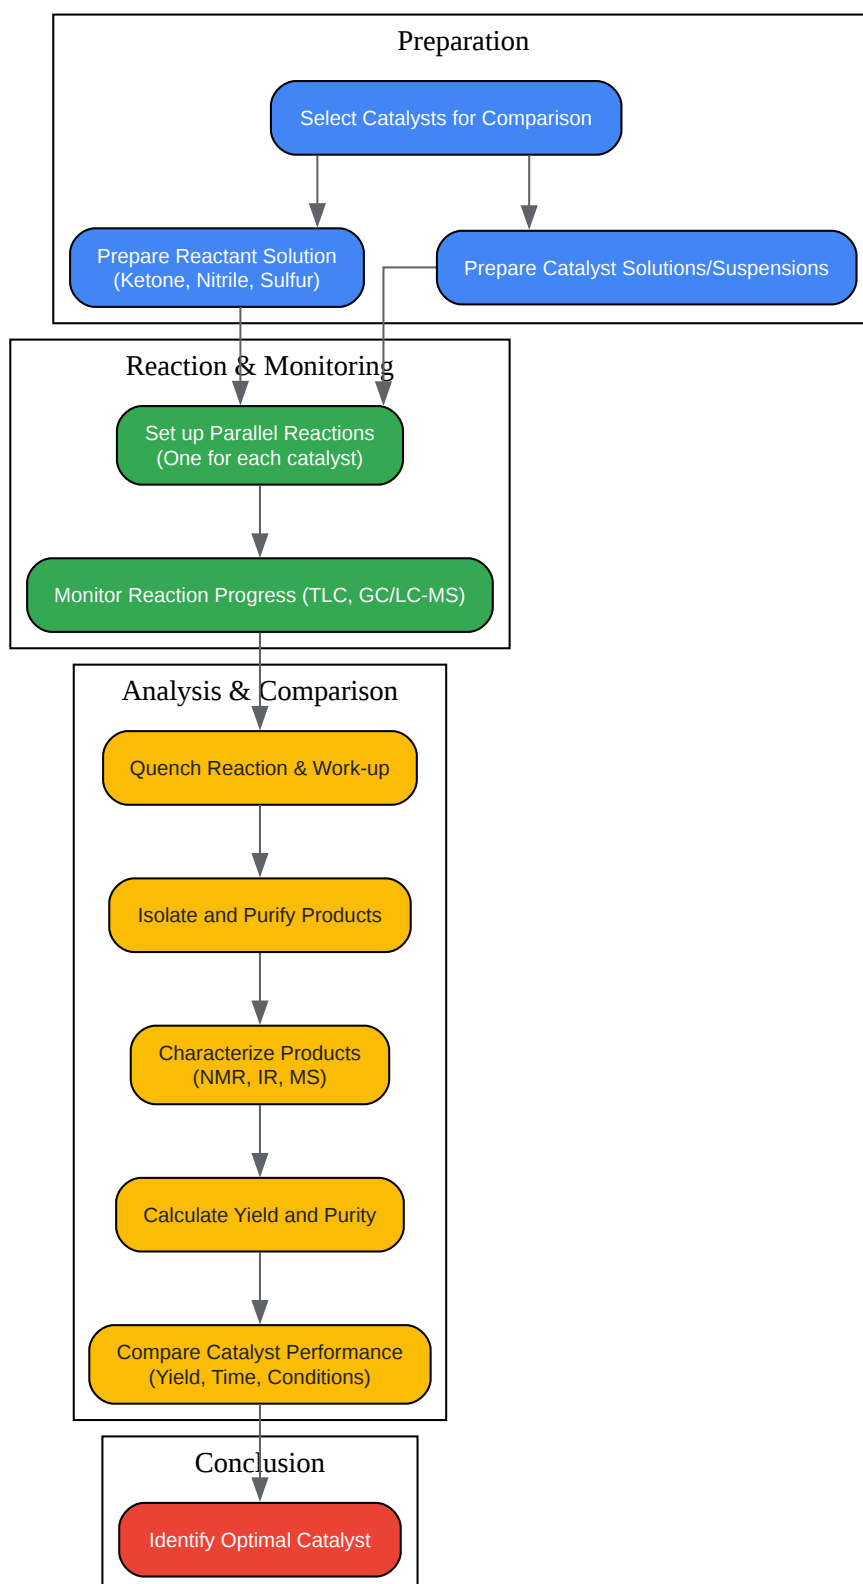 Preparation
Select Catalysts for Comparison
Prepare Reactant Solution
(Ketone, Nitrile, Sulfur)
Prepare Catalyst Solutions/Suspensions
Reaction & Monitoring
Set up Parallel Reactions
(One for each catalyst)
Monitor Reaction Progress (TLC, GC/LC-MS)
Analysis & Comparison
Quench Reaction & Work-up
Isolate and Purify Products
Characterize Products
(NMR, IR, MS)
Calculate Yield and Purity
Compare Catalyst Performance
(Yield, Time, Conditions)
Conclusion
Identify Optimal Catalyst